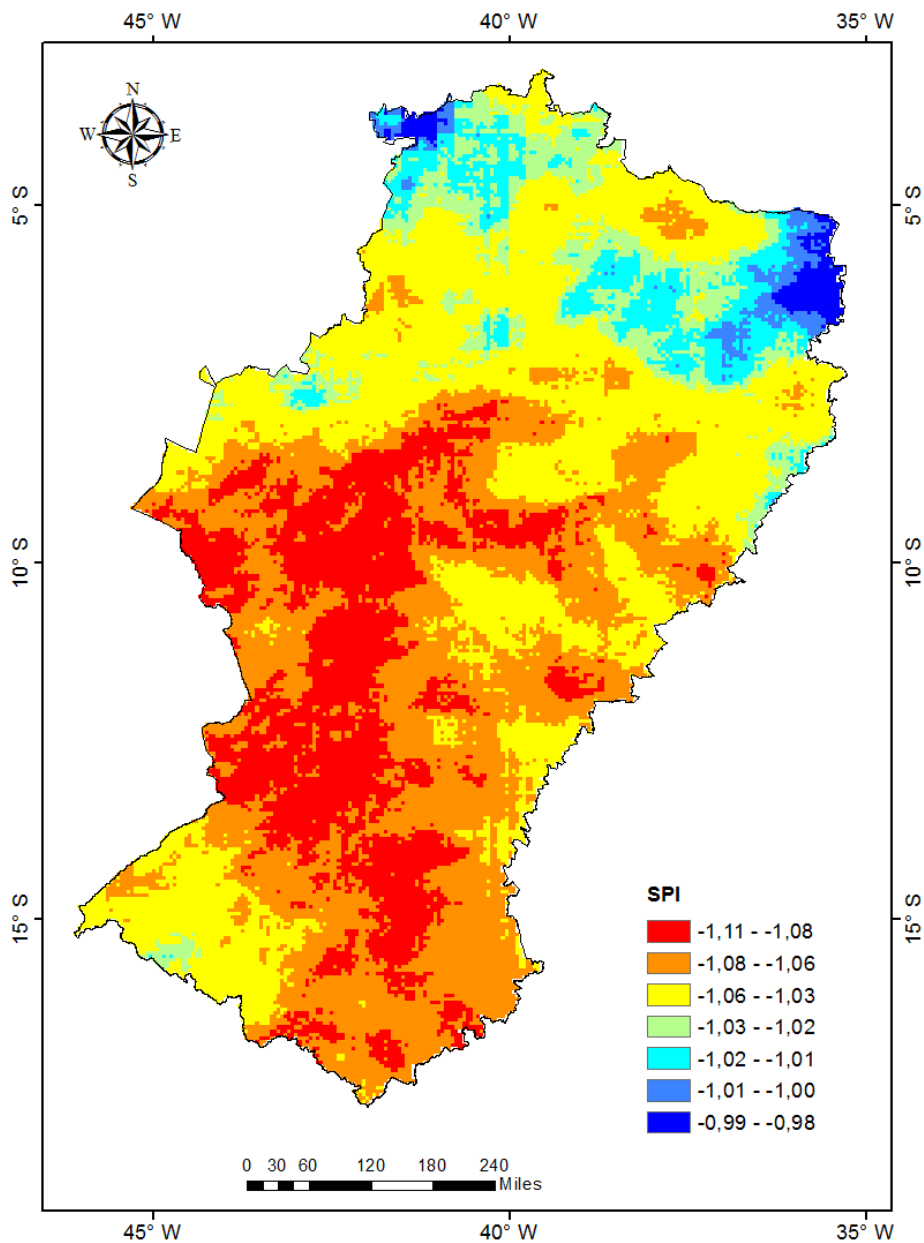 45° W 40° W 35° W
N
W E
S
5° S 5° S
10° S 10° S
15° S 15° S
SPI
-1,11 - -1,08
-1,08 - -1,06
-1,06 - -1,03
-1,03 - -1,02
-1,02 - -1,01
-1,01 - -1,00
-0,99 - -0,98
0 30 60 120 180 240
Miles
45° W 40° W 35° W